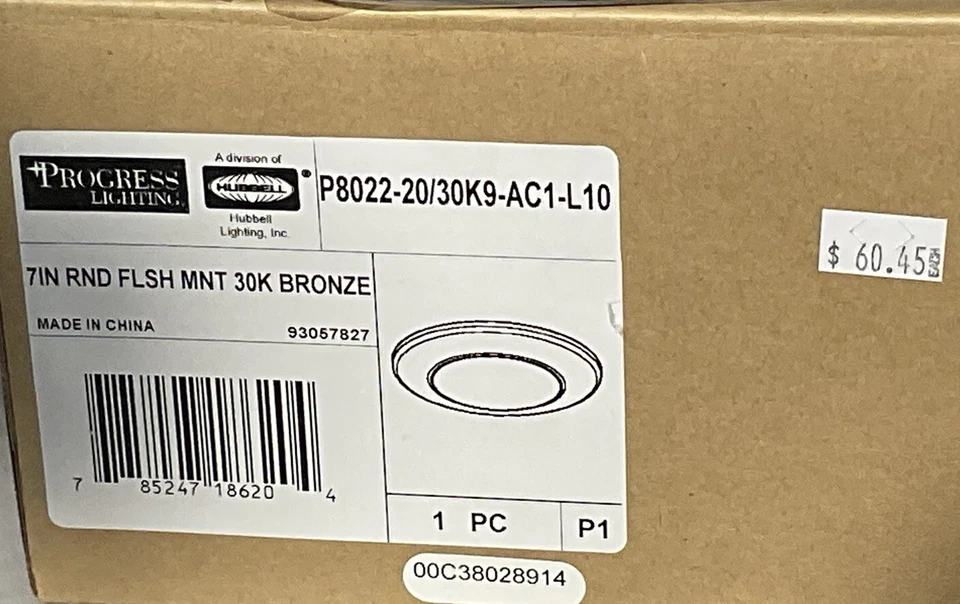 PROGRESS
LIGHTING
A division of
HUBBELL ®
Hubbell
Lighting, Inc.
P8022-20/30K9-AC1-L10
$ 60.45 EACH
7IN RND FLSH MNT 30K BRONZE
MADE IN CHINA 93057827
7 85247 18620 4
1 PC P1
00C38028914